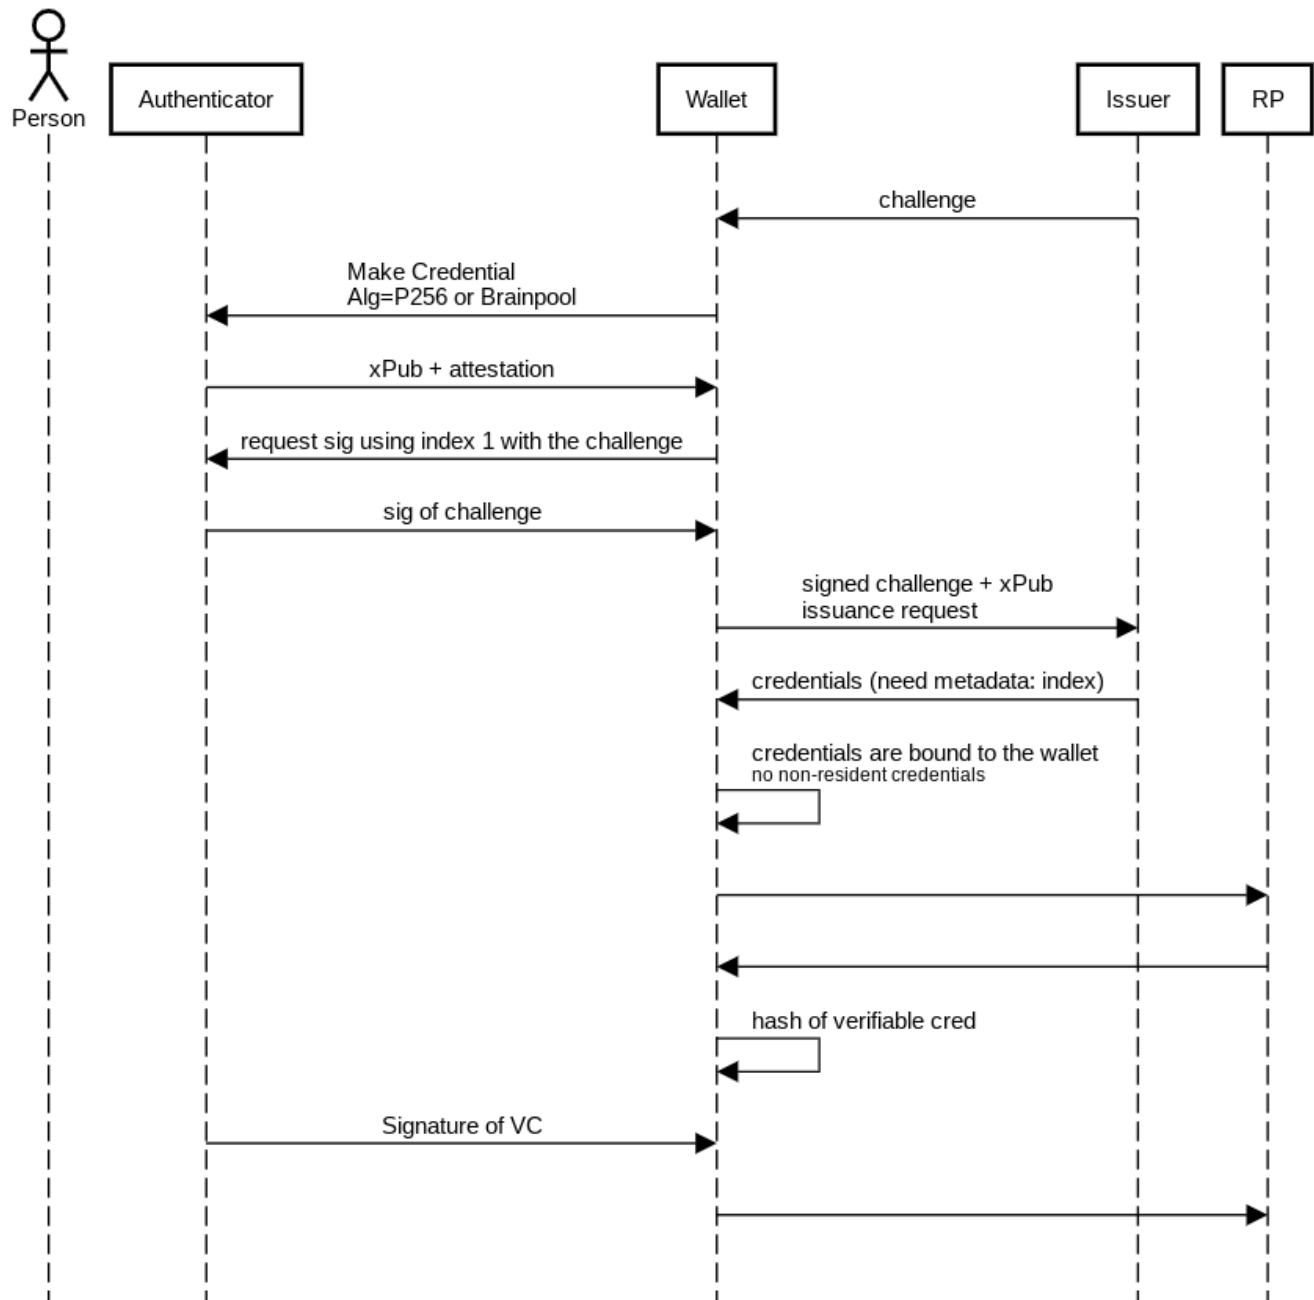 Person
Authenticator
Wallet
Issuer
RP
challenge
Make Credential
Alg=P256 or Brainpool
xPub + attestation
request sig using index 1 with the challenge
sig of challenge
signed challenge + xPub
issuance request
credentials (need metadata: index)
credentials are bound to the wallet
no non-resident credentials
hash of verifiable cred
Signature of VC